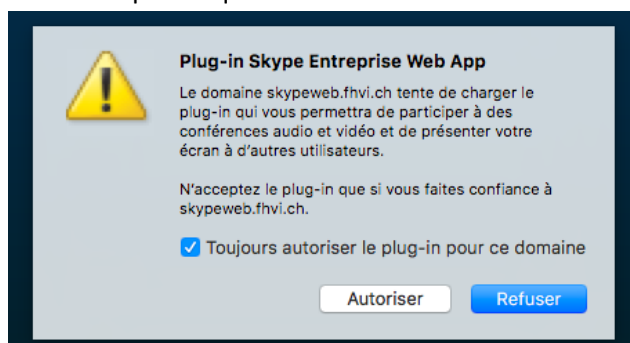 Plug-in Skype Entreprise Web App
Le domaine skypeweb.fhvi.ch tente de charger le
plug-in qui vous permettra de participer à des
conférences audio et vidéo et de présenter votre
écran à d'autres utilisateurs.
N'acceptez le plug-in que si vous faites confiance à
skypeweb.fhvi.ch.
Toujours autoriser le plug-in pour ce domaine
Autoriser
Refuser